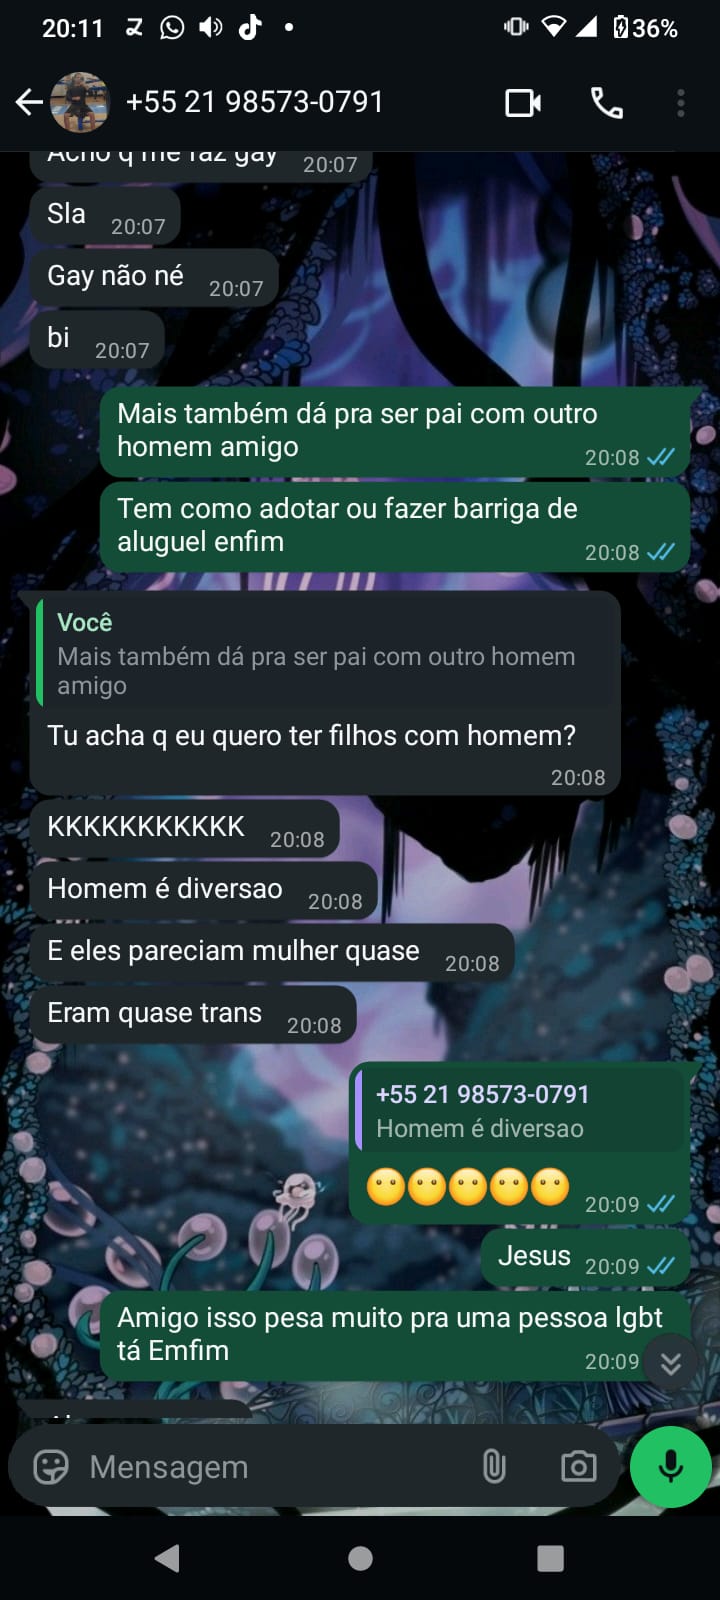 20:11
36%
+55 21 98573-0791
Acho q me faz gay 20:07
Sla 20:07
Gay não né 20:07
bi 20:07
Mais também dá pra ser pai com outro
homem amigo 20:08
Tem como adotar ou fazer barriga de
aluguel enfim 20:08
Você
Mais também dá pra ser pai com outro homem
amigo
Tu acha q eu quero ter filhos com homem?
20:08
KKKKKKKKKKK 20:08
Homem é diversao 20:08
E eles pareciam mulher quase 20:08
Eram quase trans 20:08
+55 21 98573-0791
Homem é diversao
20:09
Jesus 20:09
Amigo isso pesa muito pra uma pessoa lgbt
tá Emfim 20:09
Mensagem